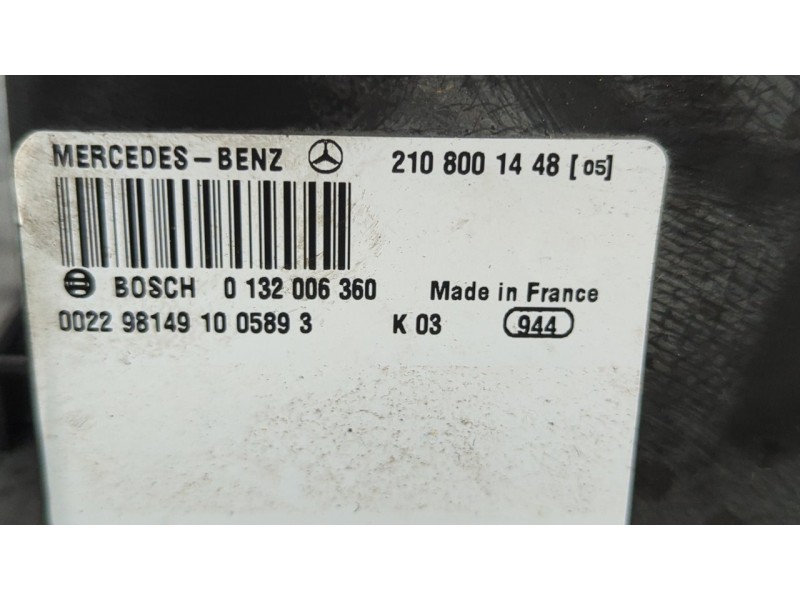 MERCEDES-BENZ 210 800 14 48 [05]
BOSCH 0 132 006 360 Made in France
0022 98149 10 0589 3 K 03 944